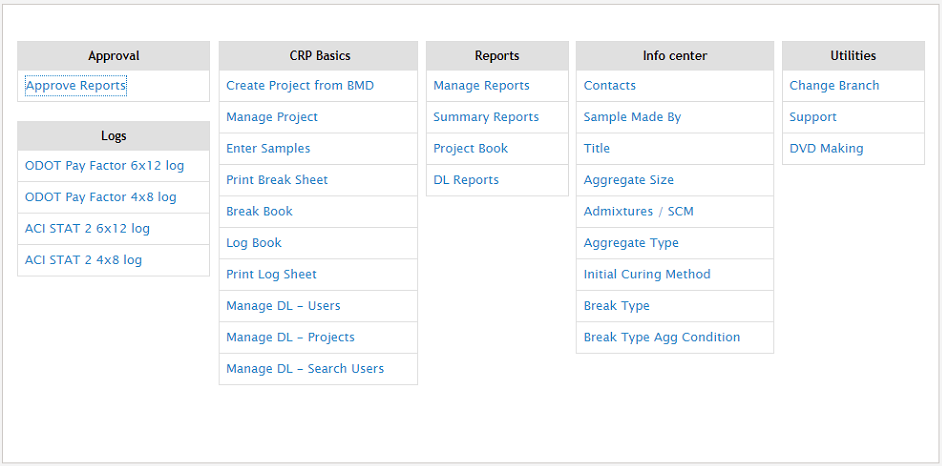 Approval
Approve Reports
Logs
ODOT Pay Factor 6x12 log
ODOT Pay Factor 4x8 log
ACI STAT 2 6x12 log
ACI STAT 2 4x8 log
CRP Basics
Create Project from BMD
Manage Project
Enter Samples
Print Break Sheet
Break Book
Log Book
Print Log Sheet
Manage DL - Users
Manage DL - Projects
Manage DL - Search Users
Reports
Manage Reports
Summary Reports
Project Book
DL Reports
Info center
Contacts
Sample Made By
Title
Aggregate Size
Admixtures / SCM
Aggregate Type
Initial Curing Method
Break Type
Break Type Agg Condition
Utilities
Change Branch
Support
DVD Making